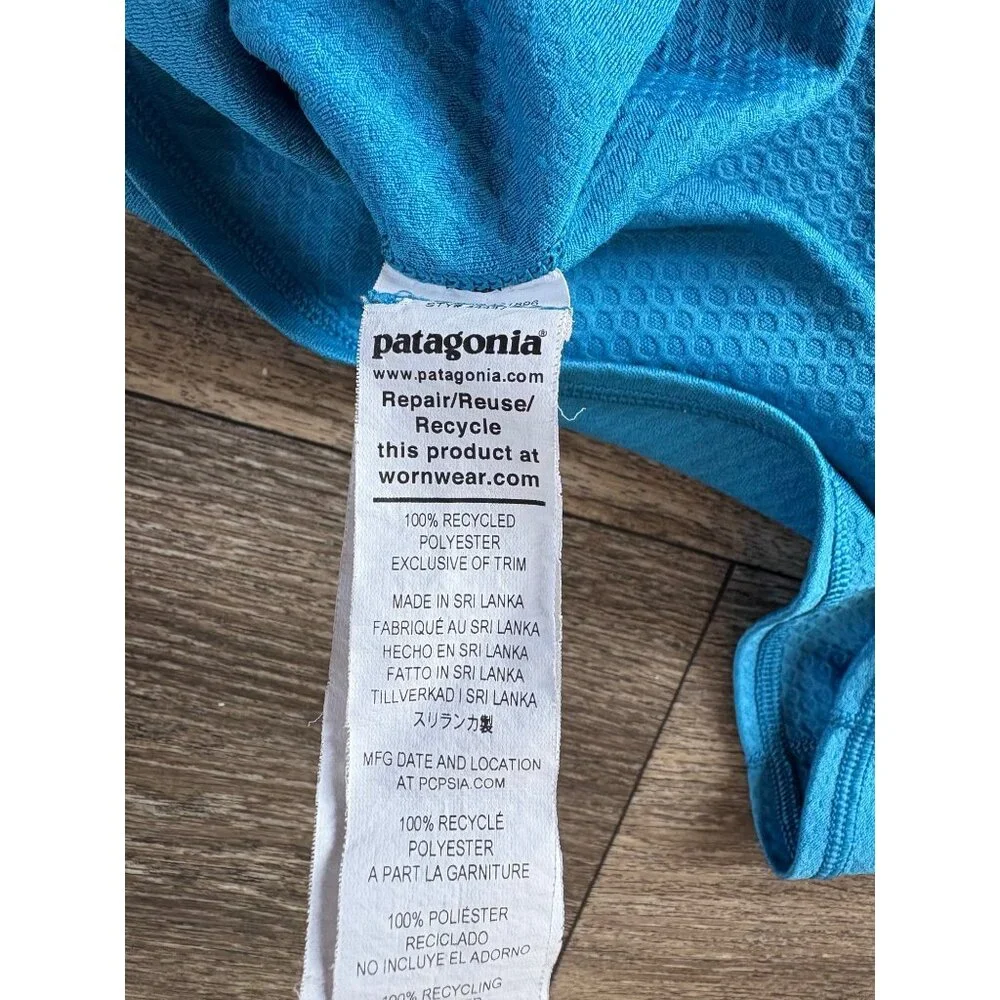 patagonia®
www.patagonia.com
Repair/Reuse/
Recycle
this product at
wornwear.com
100% RECYCLED
POLYESTER
EXCLUSIVE OF TRIM
MADE IN SRI LANKA
FABRIQUÉ AU SRI LANKA
HECHO EN SRI LANKA
FATTO IN SRI LANKA
TILLVERKAD I SRI LANKA
スリランカ製
MFG DATE AND LOCATION
AT PCPSIA.COM
100% RECYCLÉ
POLYESTER
A PART LA GARNITURE
100% POLIÉSTER
RECICLADO
NO INCLUYE EL ADORNO
100% RECYCLING